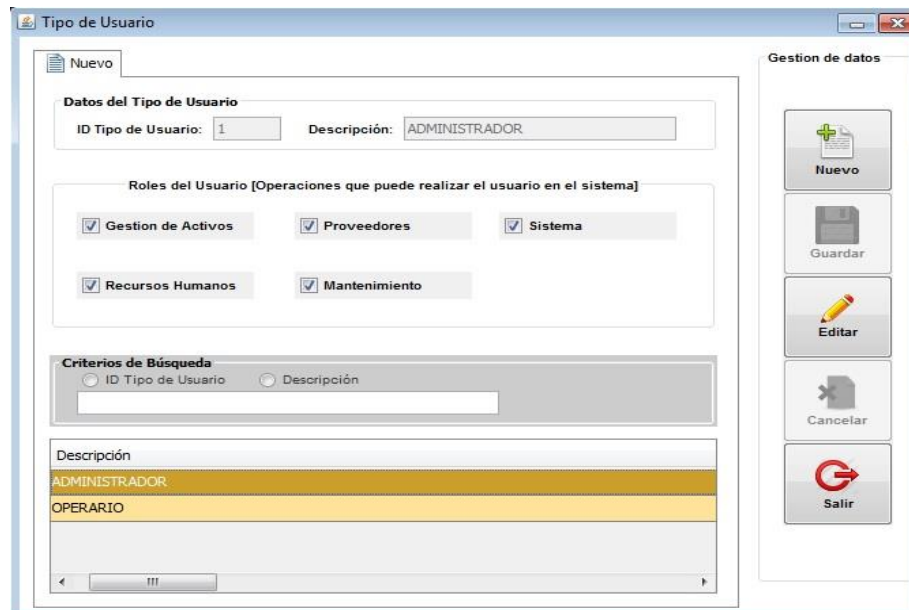 Tipo de Usuario
Nuevo
Gestion de datos
Datos del Tipo de Usuario
ID Tipo de Usuario: 1 Descripción: ADMINISTRADOR
Nuevo
Roles del Usuario [Operaciones que puede realizar el usuario en el sistema]
Gestion de Activos Proveedores Sistema
Guardar
Recursos Humanos Mantenimiento
Editar
Criterios de Búsqueda
ID Tipo de Usuario Descripción
Cancelar
Descripción
ADMINISTRADOR
OPERARIO
Salir